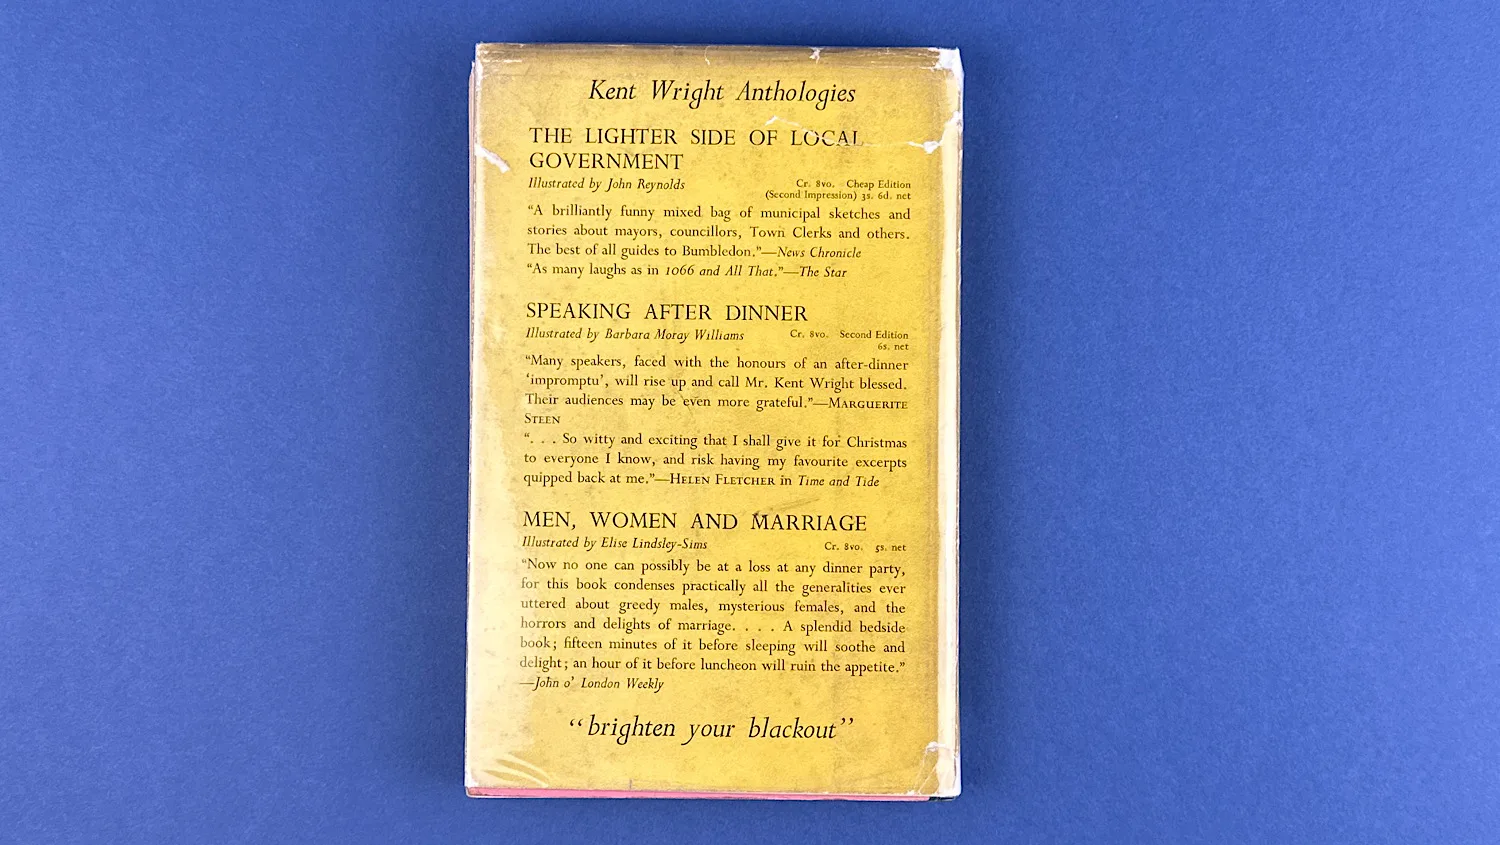 Kent Wright Anthologies
THE LIGHTER SIDE OF LOCAL
GOVERNMENT
Illustrated by John Reynolds
Cr. 8vo. Cheap Edition
(Second Impression) 3s. 6d. net
“A brilliantly funny mixed bag of municipal sketches and
stories about mayors, councillors, Town Clerks and others.
The best of all guides to Bumbledon.”—News Chronicle
“As many laughs as in 1066 and All That.”—The Star
SPEAKING AFTER DINNER
Illustrated by Barbara Moray Williams
Cr. 8vo. Second Edition
6s. net
“Many speakers, faced with the honours of an after-dinner
‘impromptu’, will rise up and call Mr. Kent Wright blessed.
Their audiences may be even more grateful.”—MARGUERITE
STEEN
“. . . So witty and exciting that I shall give it for Christmas
to everyone I know, and risk having my favourite excerpts
quipped back at me.”—HELEN FLETCHER in Time and Tide
MEN, WOMEN AND MARRIAGE
Illustrated by Elise Lindsley-Sims
Cr. 8vo. 5s. net
“Now no one can possibly be at a loss at any dinner party,
for this book condenses practically all the generalities ever
uttered about greedy males, mysterious females, and the
horrors and delights of marriage. . . . A splendid bedside
book; fifteen minutes of it before sleeping will soothe and
delight; an hour of it before luncheon will ruin the appetite.”
—John o’ London Weekly
“brighten your blackout”